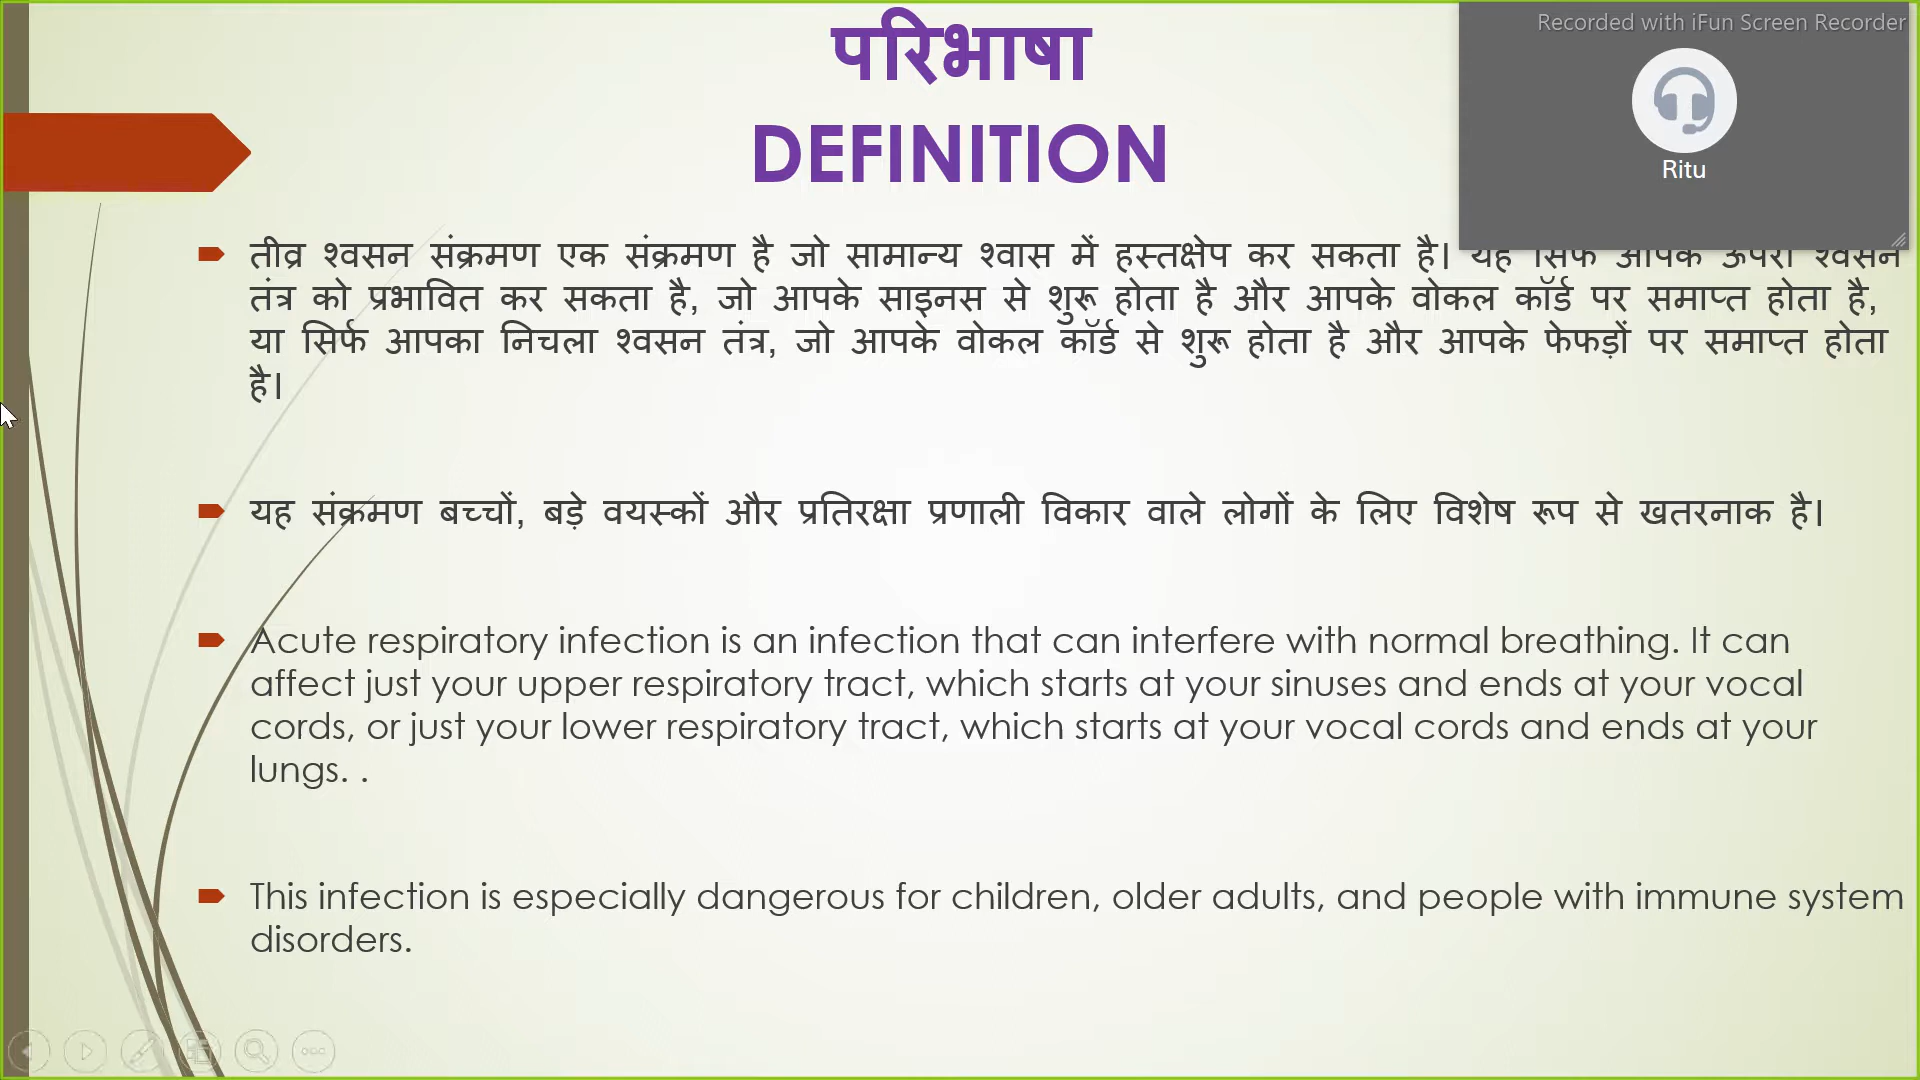 परिभाषा
DEFINITION
Recorded with iFun Screen Recorder
Ritu
तीव्र श्वसन संक्रमण एक संक्रमण है जो सामान्य श्वास में हस्तक्षेप कर सकता है। यह सिर्फ आपके ऊपरी श्वसन
तंत्र को प्रभावित कर सकता है, जो आपके साइनस से शुरू होता है और आपके वोकल कॉर्ड पर समाप्त होता है,
या सिर्फ आपका निचला श्वसन तंत्र, जो आपके वोकल कॉर्ड से शुरू होता है और आपके फेफड़ों पर समाप्त होता
है।
यह संक्रमण बच्चों, बड़े वयस्कों और प्रतिरक्षा प्रणाली विकार वाले लोगों के लिए विशेष रूप से खतरनाक है।
Acute respiratory infection is an infection that can interfere with normal breathing. It can
affect just your upper respiratory tract, which starts at your sinuses and ends at your vocal
cords, or just your lower respiratory tract, which starts at your vocal cords and ends at your
lungs. .
This infection is especially dangerous for children, older adults, and people with immune system
disorders.